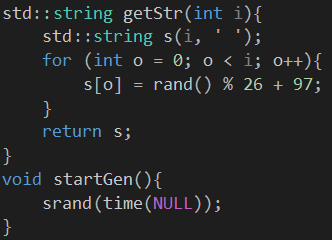 std::string getStr(int i){
    std::string s(i, ' ');
    for (int o = 0; o < i; o++){
        s[o] = rand() % 26 + 97;
    }
    return s;
}
void startGen(){
    srand(time(NULL));
}